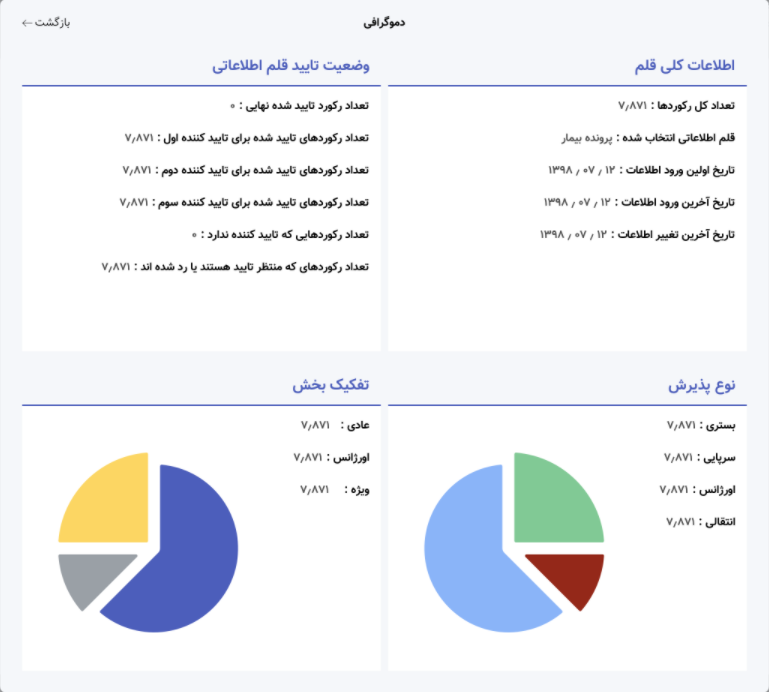 دموگرافی
بازگشت ←
اطلاعات کلی قلم
تعداد کل رکوردها : ۷٫۸۷۱
قلم اطلاعاتی انتخاب شده : پرونده بیمار
تاریخ اولین ورود اطلاعات : ۱۲ / ۰۷ / ۱۳۹۸
تاریخ آخرین ورود اطلاعات : ۱۲ / ۰۷ / ۱۳۹۸
تاریخ آخرین تغییر اطلاعات : ۱۲ / ۰۷ / ۱۳۹۸
وضعیت تایید قلم اطلاعاتی
تعداد رکورد تایید شده نهایی : ۰
تعداد رکوردهای تایید شده برای تایید کننده اول : ۷٫۸۷۱
تعداد رکوردهای تایید شده برای تایید کننده دوم : ۷٫۸۷۱
تعداد رکوردهای تایید شده برای تایید کننده سوم : ۷٫۸۷۱
تعداد رکوردهایی که تایید کننده ندارد : ۰
تعداد رکوردهای که منتظر تایید هستند یا رد شده اند : ۷٫۸۷۱
نوع پذیرش
بستری : ۷٫۸۷۱
سرپایی : ۷٫۸۷۱
اورژانس : ۷٫۸۷۱
انتقالی : ۷٫۸۷۱
تفکیک بخش
عادی : ۷٫۸۷۱
اورژانس : ۷٫۸۷۱
ویژه : ۷٫۸۷۱